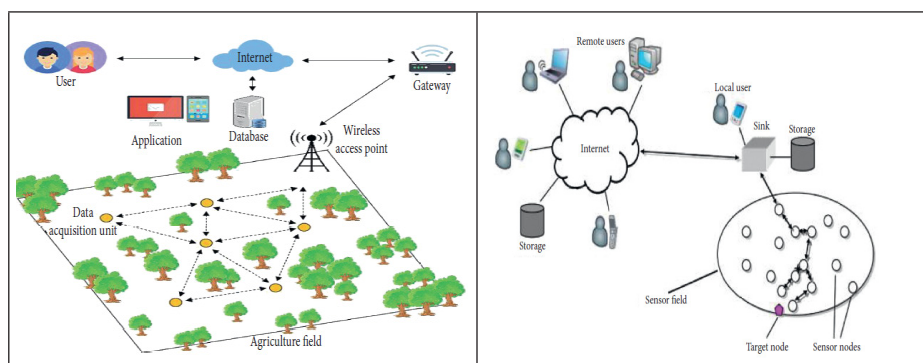 User
Internet
Gateway
Application
Database
Wireless
access point
Data
acquisition unit
Agriculture field
Remote users
Internet
Storage
Local user
Sink
Storage
Sensor field
Target node
Sensor nodes